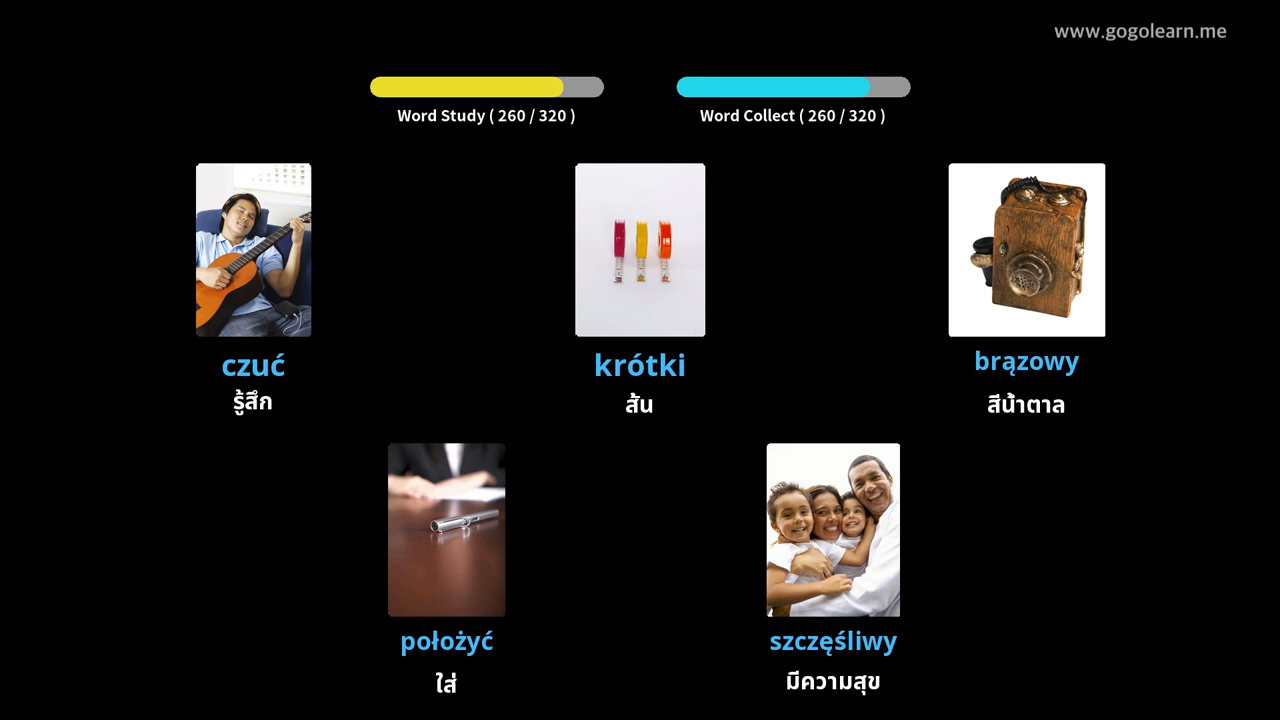 www.gogolearn.me
Word Study ( 260 / 320 )
Word Collect ( 260 / 320 )
czuć
รู้สึก
krótki
สั้น
brązowy
สีน้ำตาล
położyć
ใส่
szczęśliwy
มีความสุข